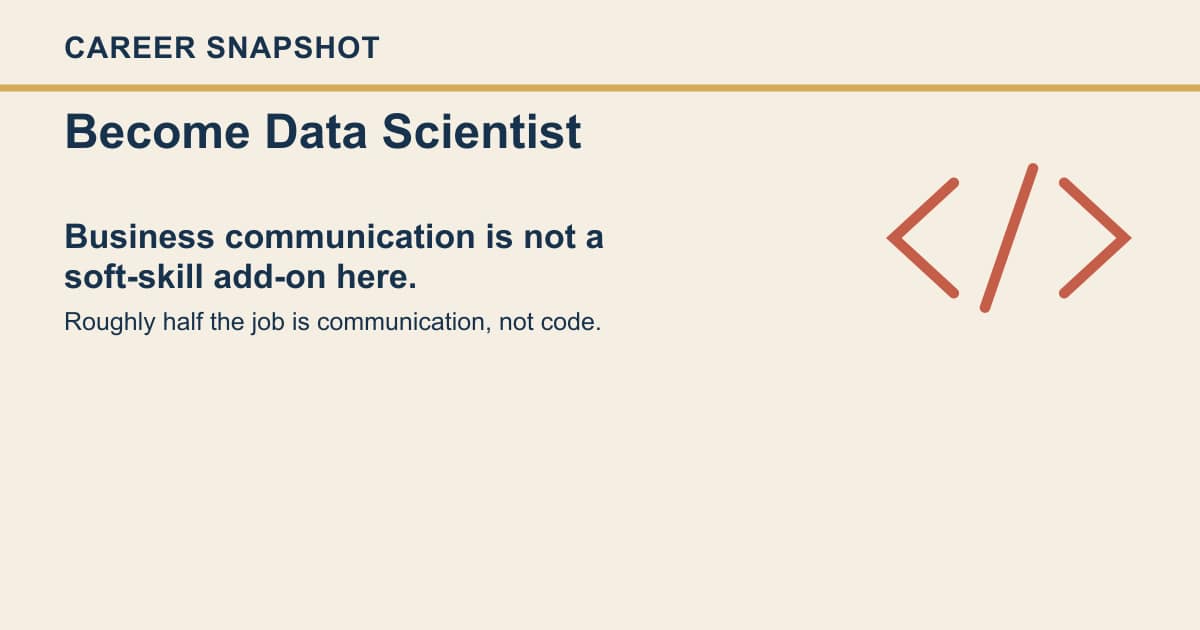 CAREER SNAPSHOT
Become Data Scientist
Business communication is not a
soft-skill add-on here.
Roughly half the job is communication, not code.